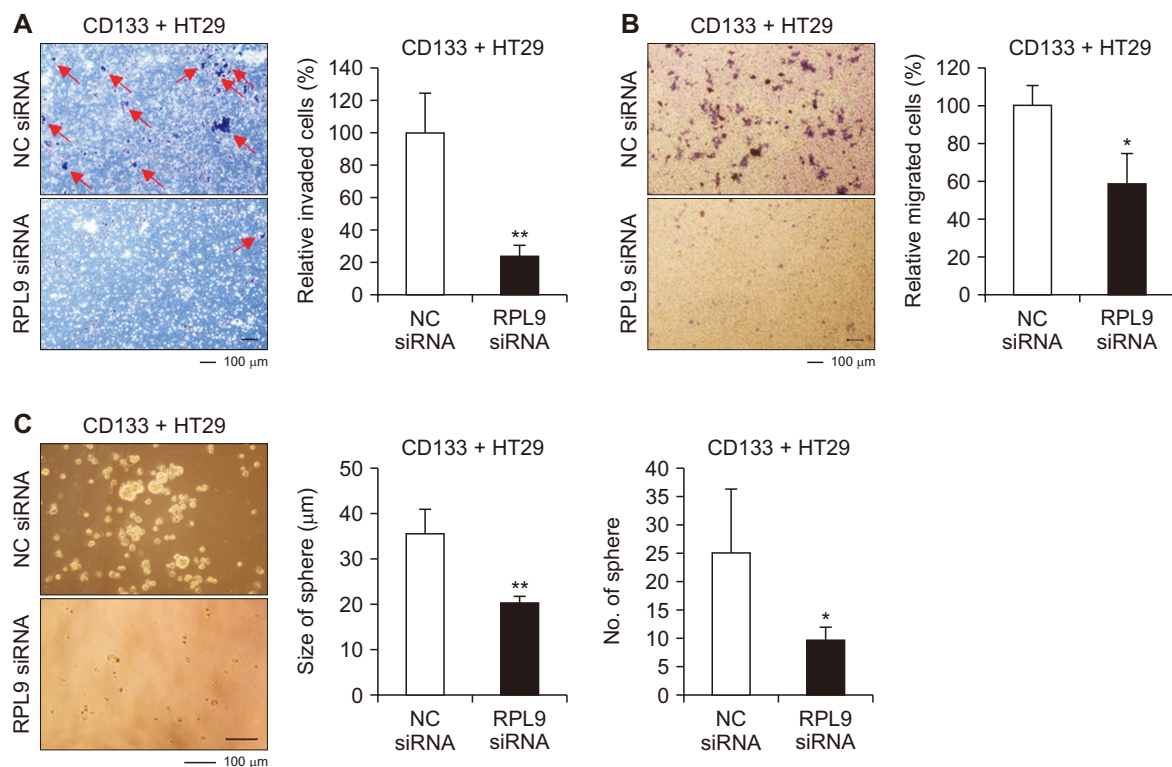 A
CD133 + HT29
NC siRNA
RPL9 siRNA
100 μm
CD133 + HT29
Relative invaded cells (%)
140
120
100
80
60
40
20
0
**
NC
siRNA
RPL9
siRNA
B
CD133 + HT29
NC siRNA
RPL9 siRNA
100 μm
CD133 + HT29
Relative migrated cells (%)
120
100
80
60
40
20
0
*
NC
siRNA
RPL9
siRNA
C
CD133 + HT29
NC siRNA
RPL9 siRNA
100 μm
CD133 + HT29
Size of sphere (μm)
50
40
30
20
10
0
**
NC
siRNA
RPL9
siRNA
CD133 + HT29
No. of sphere
40
35
30
25
20
15
10
5
0
*
NC
siRNA
RPL9
siRNA